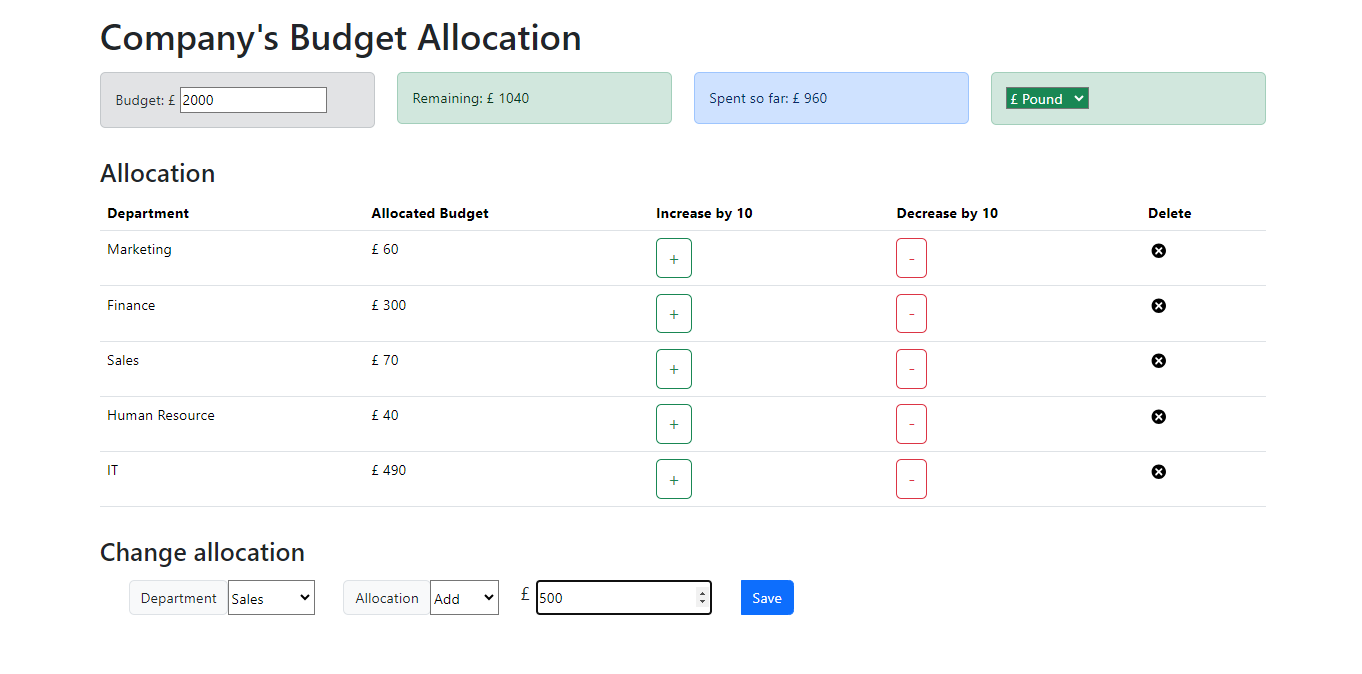 Company's Budget Allocation
Budget: £ 2000 Remaining: £ 1040 Spent so far: £ 960 £ Pound
Allocation
Department Allocated Budget Increase by 10 Decrease by 10 Delete
Marketing £ 60 + -
Finance £ 300 + -
Sales £ 70 + -
Human Resource £ 40 + -
IT £ 490 + -
Change allocation
Department Sales Allocation Add £ 500 Save